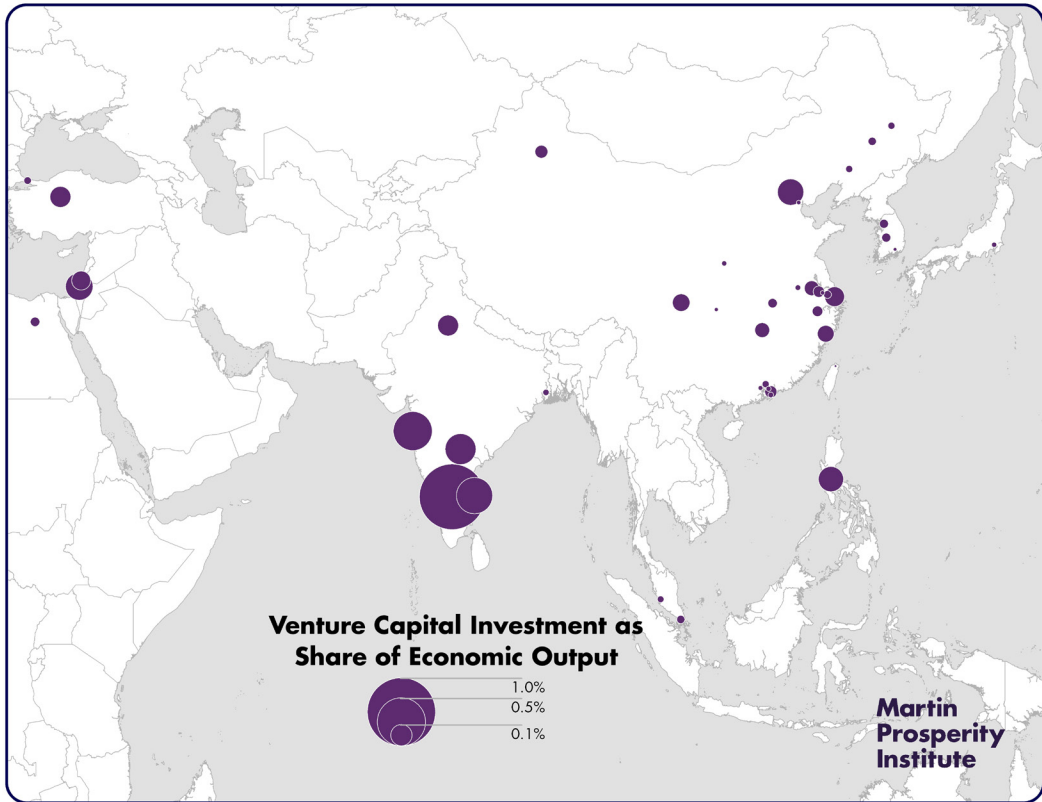 Venture Capital Investment as
Share of Economic Output
1.0%
0.5%
0.1%
Martin
Prosperity
Institute